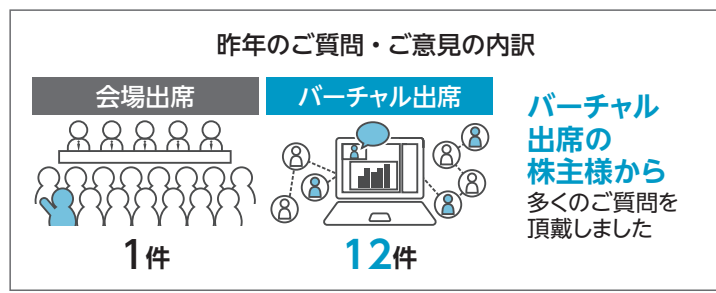 昨年のご質問・ご意見の内訳
会場出席
1件
バーチャル出席
12件
バーチャル
出席の
株主様から
多くのご質問を
頂戴しました